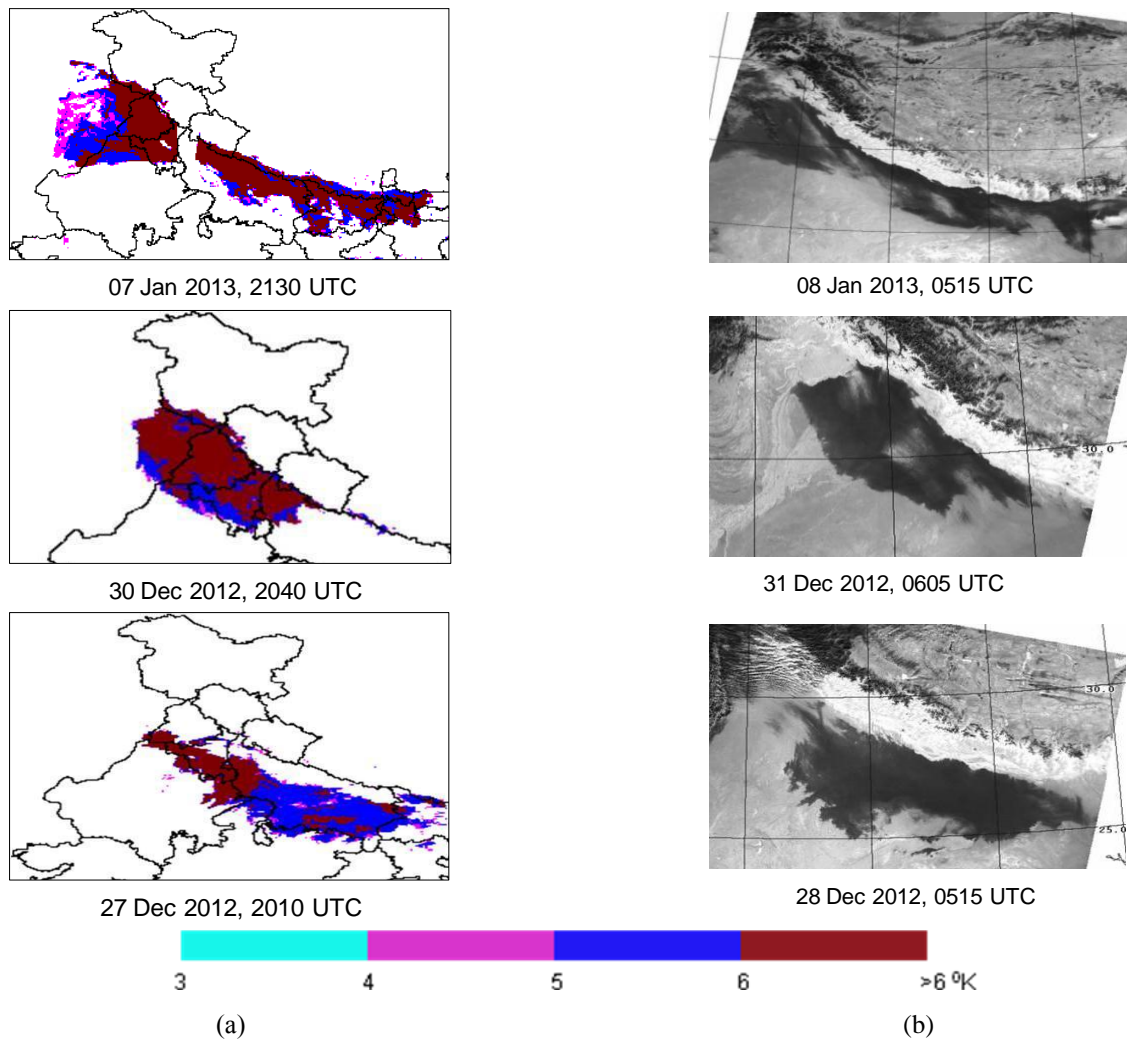 07 Jan 2013, 2130 UTC
08 Jan 2013, 0515 UTC
30.0
30 Dec 2012, 2040 UTC
31 Dec 2012, 0605 UTC
30.0
25.0
27 Dec 2012, 2010 UTC
28 Dec 2012, 0515 UTC
3 4 5 6 >6 ⁰K
(a) (b)